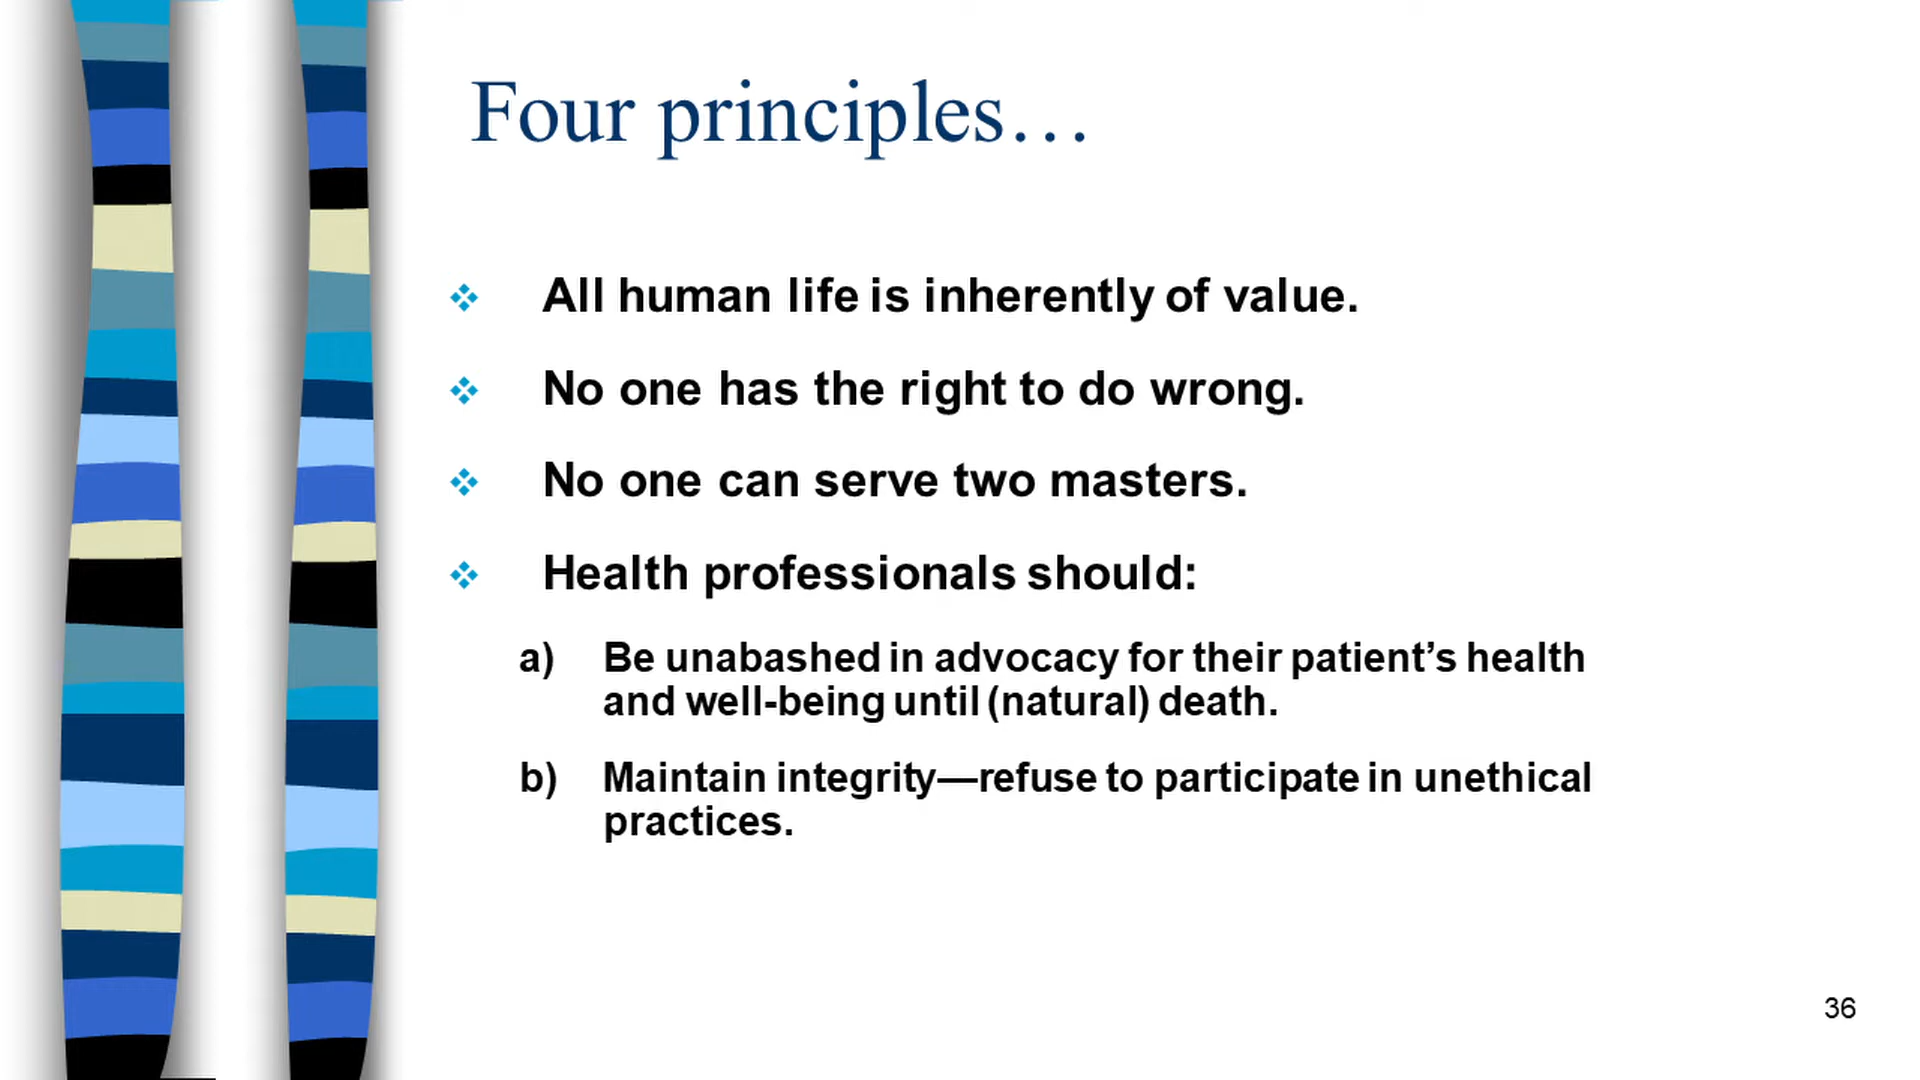 Four principles…
All human life is inherently of value.
No one has the right to do wrong.
No one can serve two masters.
Health professionals should:
a) Be unabashed in advocacy for their patient’s health
and well-being until (natural) death.
b) Maintain integrity—refuse to participate in unethical
practices.
36